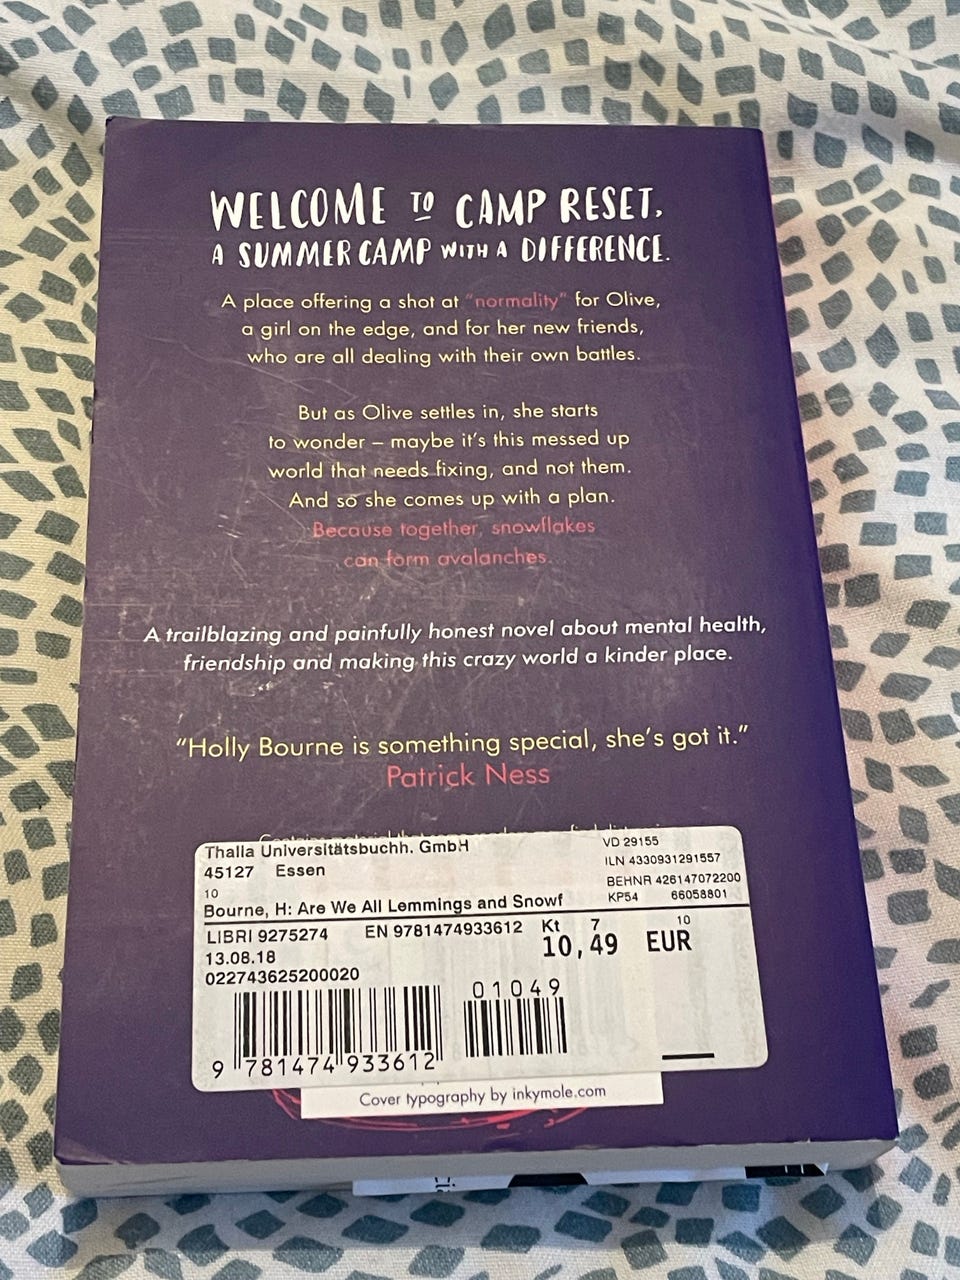 WELCOME TO CAMP RESET,
A SUMMER CAMP WITH A DIFFERENCE.
A place offering a shot at "normality" for Olive,
a girl on the edge, and for her new friends,
who are all dealing with their own battles.
But as Olive settles in, she starts
to wonder – maybe it's this messed up
world that needs fixing, and not them.
And so she comes up with a plan.
Because together, snowflakes
can form avalanches...
A trailblazing and painfully honest novel about mental health,
friendship and making this crazy world a kinder place.
"Holly Bourne is something special, she's got it."
Patrick Ness
Thalia Universitätsbuchh. GmbH
45127 Essen
VD 29155
ILN 4330931291557
BEHNR 426147072200
KP54 66058801
10
Bourne, H: Are We All Lemmings and Snowf
LIBRI 9275274 EN 9781474933612 Kt 7 10
13.08.18 10,49 EUR
022743625200020
01049
9 781474 933612
Cover typography by inkymole.com